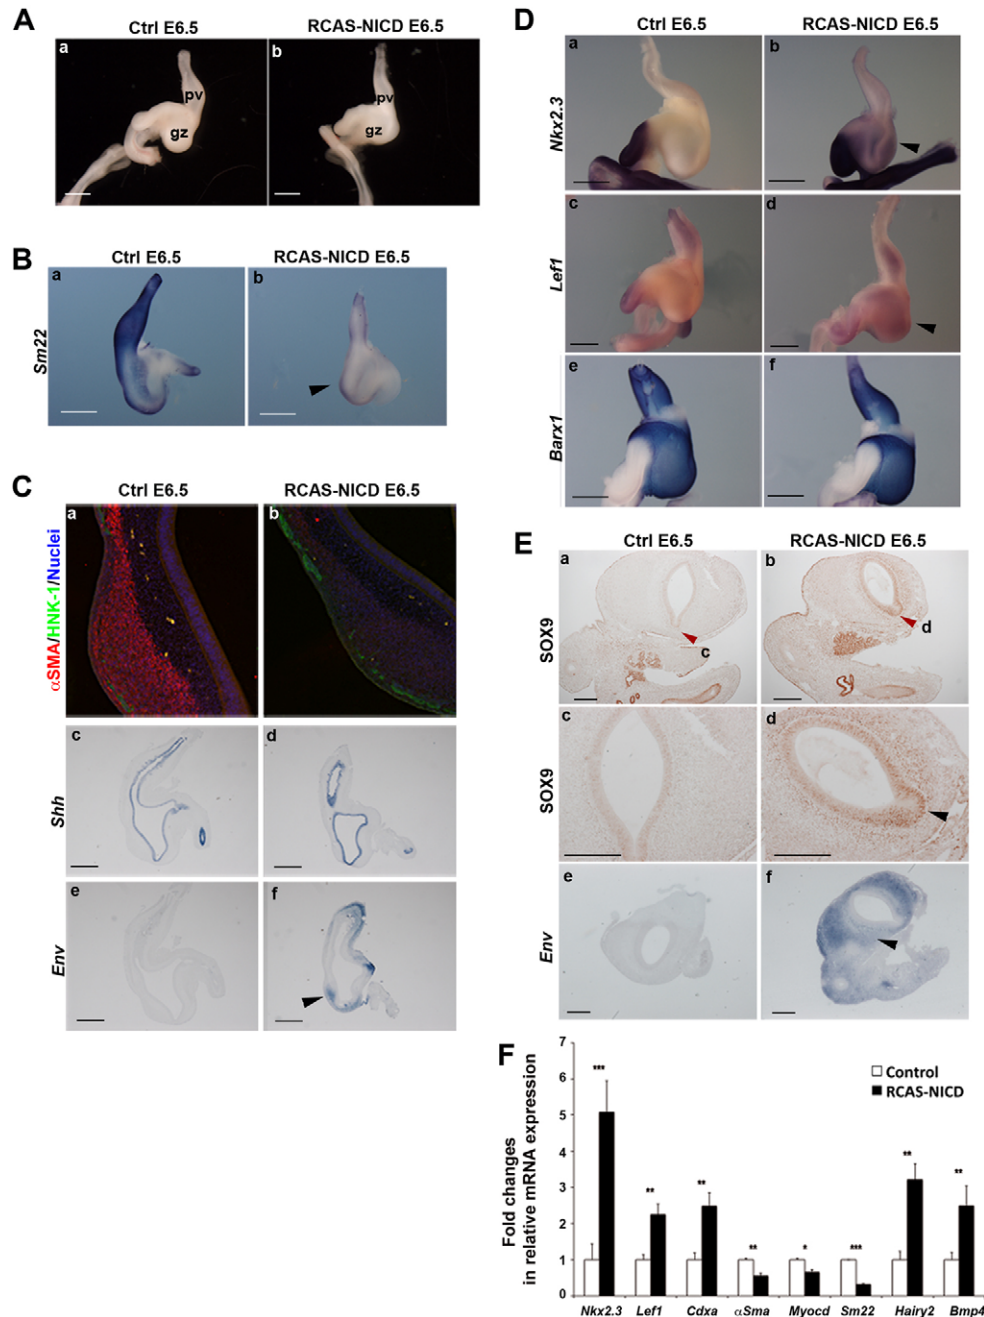 A
Ctrl E6.5
RCAS-NICD E6.5
a
pv
gz
b
pv
gz
B
Ctrl E6.5
RCAS-NICD E6.5
Sm22
a
b
C
Ctrl E6.5
RCAS-NICD E6.5
αSMA/HNK-1/Nuclei
a
b
Shh
c
d
Env
e
f
D
Ctrl E6.5
RCAS-NICD E6.5
Nkx2.3
a
b
Lef1
c
d
Barx1
e
f
E
Ctrl E6.5
RCAS-NICD E6.5
SOX9
a
c
b
d
SOX9
c
d
Env
e
f
F
Fold changes
in relative mRNA expression
7
6
5
4
3
2
1
0
Control
RCAS-NICD
***
**
**
**
*
***
**
**
Nkx2.3 Lef1 Cdxa αSma Myocd Sm22 Hairy2 Bmp4